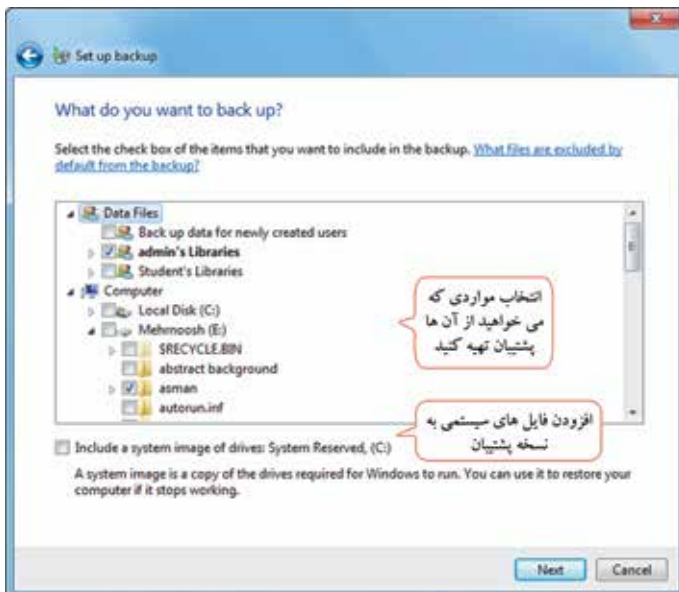 Set up backup
What do you want to back up?
Select the check box of the items that you want to include in the backup. What files are excluded by
default from the backup?
Data Files
Back up data for newly created users
admin's Libraries
Student's Libraries
Computer
Local Disk (C:)
Mehrnoosh (E:)
$RECYCLE.BIN
abstract background
asman
autorun.inf
انتخاب مواردی که
می خواهید از آن ها
پشتیبان تهیه کنید
افزودن فایل های سیستمی به
نسخه پشتیبان
Include a system image of drives: System Reserved, (C:)
A system image is a copy of the drives required for Windows to run. You can use it to restore your
computer if it stops working.
Next
Cancel